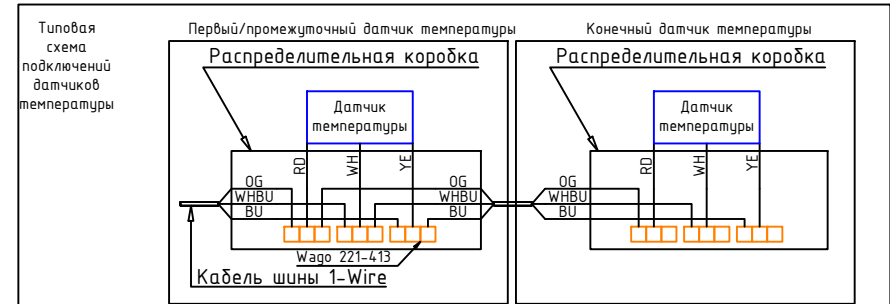 Типовая
схема
подключений
датчиков
температуры
Первый/промежуточный датчик температуры
Конечный датчик температуры
Распределительная коробка
Распределительная коробка
Датчик
температуры
Датчик
температуры
RD
WH
YE
RD
WH
YE
OG
WHBU
BU
OG
WHBU
BU
OG
WHBU
BU
Wago 221-413
Кабель шины 1-Wire